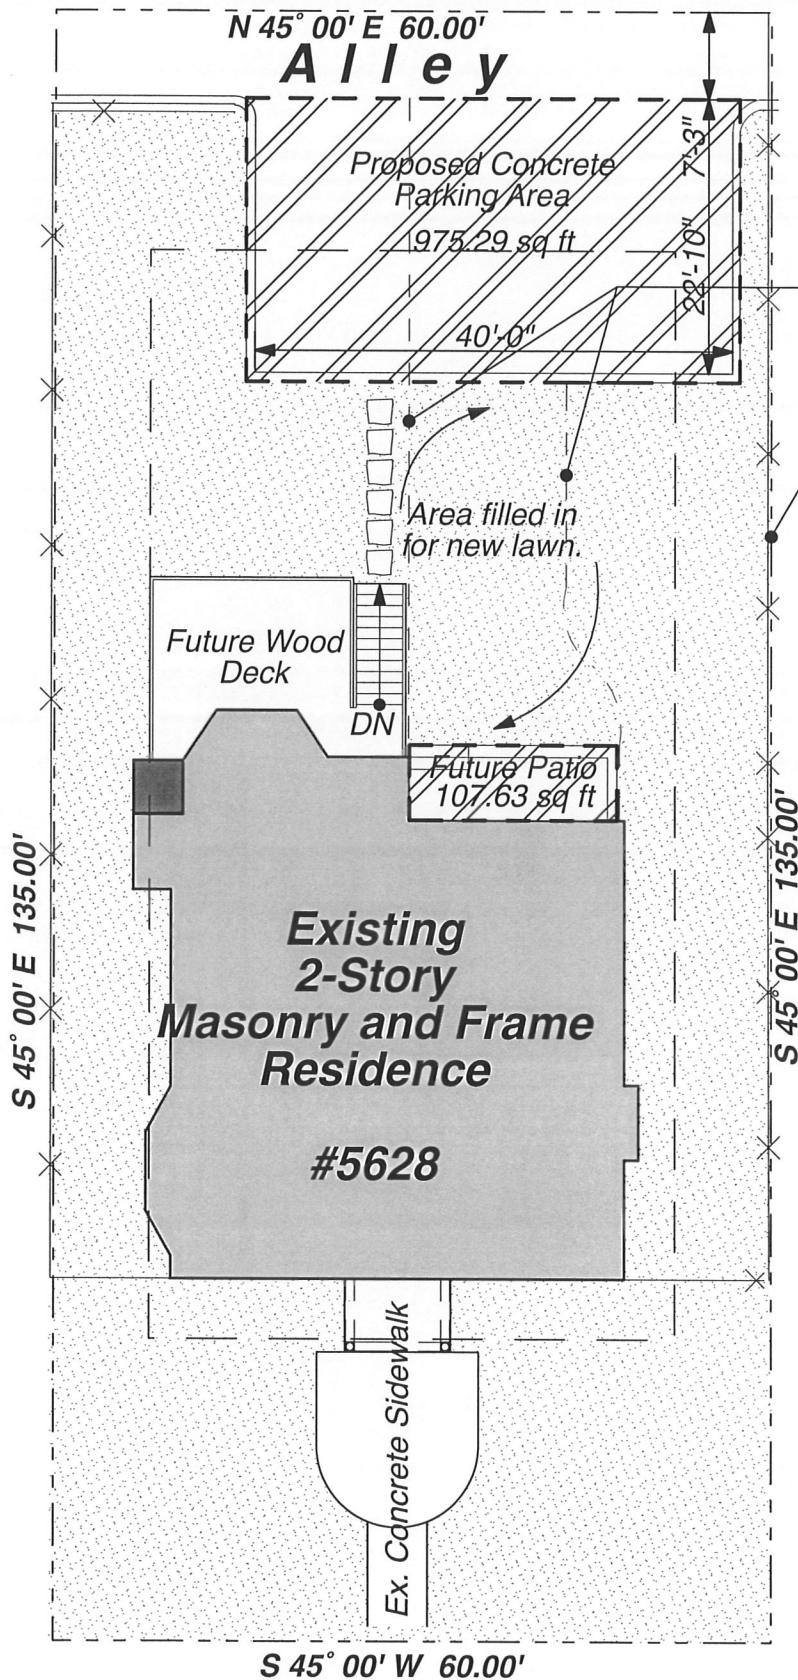 N 45° 00' E 60.00'
Alley
7'-3"
Proposed Concrete
Parking Area
975.29 sq ft
22'-10"
40'-0"
Area filled in
for new lawn.
Future Wood
Deck
DN
Future Patio
107.63 sq ft
S 45° 00' E 135.00'
S 45° 00' E 135.00'
Existing
2-Story
Masonry and Frame
Residence
#5628
Ex. Concrete Sidewalk
S 45° 00' W 60.00'